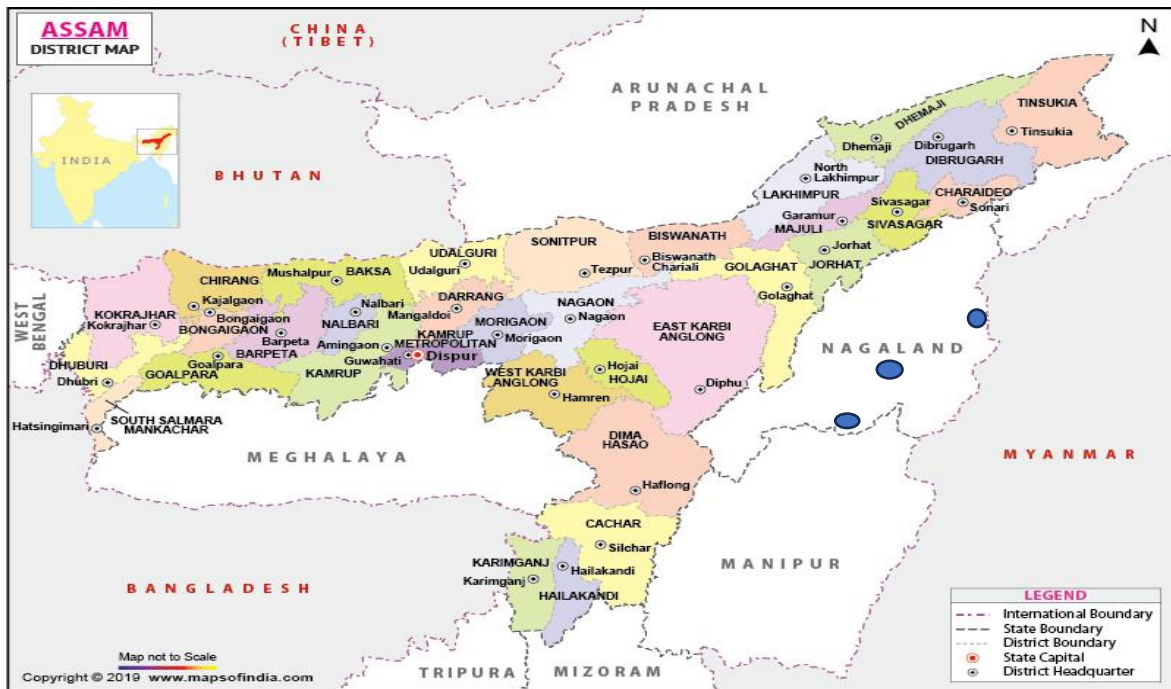 ASSAM
DISTRICT MAP
CHINA
(TIBET)
N
ARUNACHAL
PRADESH
INDIA
BHUTAN
DHEMAJI
Dhemaji
TINSUKIA
Tinsukia
Dibrugarh
DIBRUGARH
North
Lakhimpur
LAKHIMPUR
CHARAIDEO
Sonari
Sivasagar
SIVASAGAR
Garamur
MAJULI
Jorhat
JORHAT
UDALGURI
Udalguri
SONITPUR
Tezpur
BISWANATH
Biswanath
Chariali
GOLAGHAT
Golaghat
CHIRANG
Kajalgaon
Mushalpur
BAKSA
WEST
BENGAL
KOKRAJHAR
Kokrajhar
Bongaigaon
BONGAIGAON
Barpeta
BARPETA
Nalbari
NALBARI
DARRANG
Mangaldoi
NAGAON
Nagaon
MORIGAON
Morigaon
KAMRUP
METROPOLITAN
Amingaon
Guwahati
Dispur
EAST KARBI
ANGLONG
Diphu
NAGALAND
DHUBURI
Dhubri
Goalpara
GOALPARA
KAMRUP
WEST KARBI
ANGLONG
Hamren
Hojai
HOJAI
Hatsingimari
SOUTH SALMARA
MANKACHAR
MEGHALAYA
DIMA
HASAO
Haflong
MYANMAR
CACHAR
Silchar
KARIMGANJ
Karimganj
Hailakandi
HAILAKANDI
MANIPUR
BANGLADESH
TRIPURA
MIZORAM
LEGEND
International Boundary
State Boundary
District Boundary
State Capital
District Headquarter
Map not to Scale
Copyright © 2019 www.mapsofindia.com